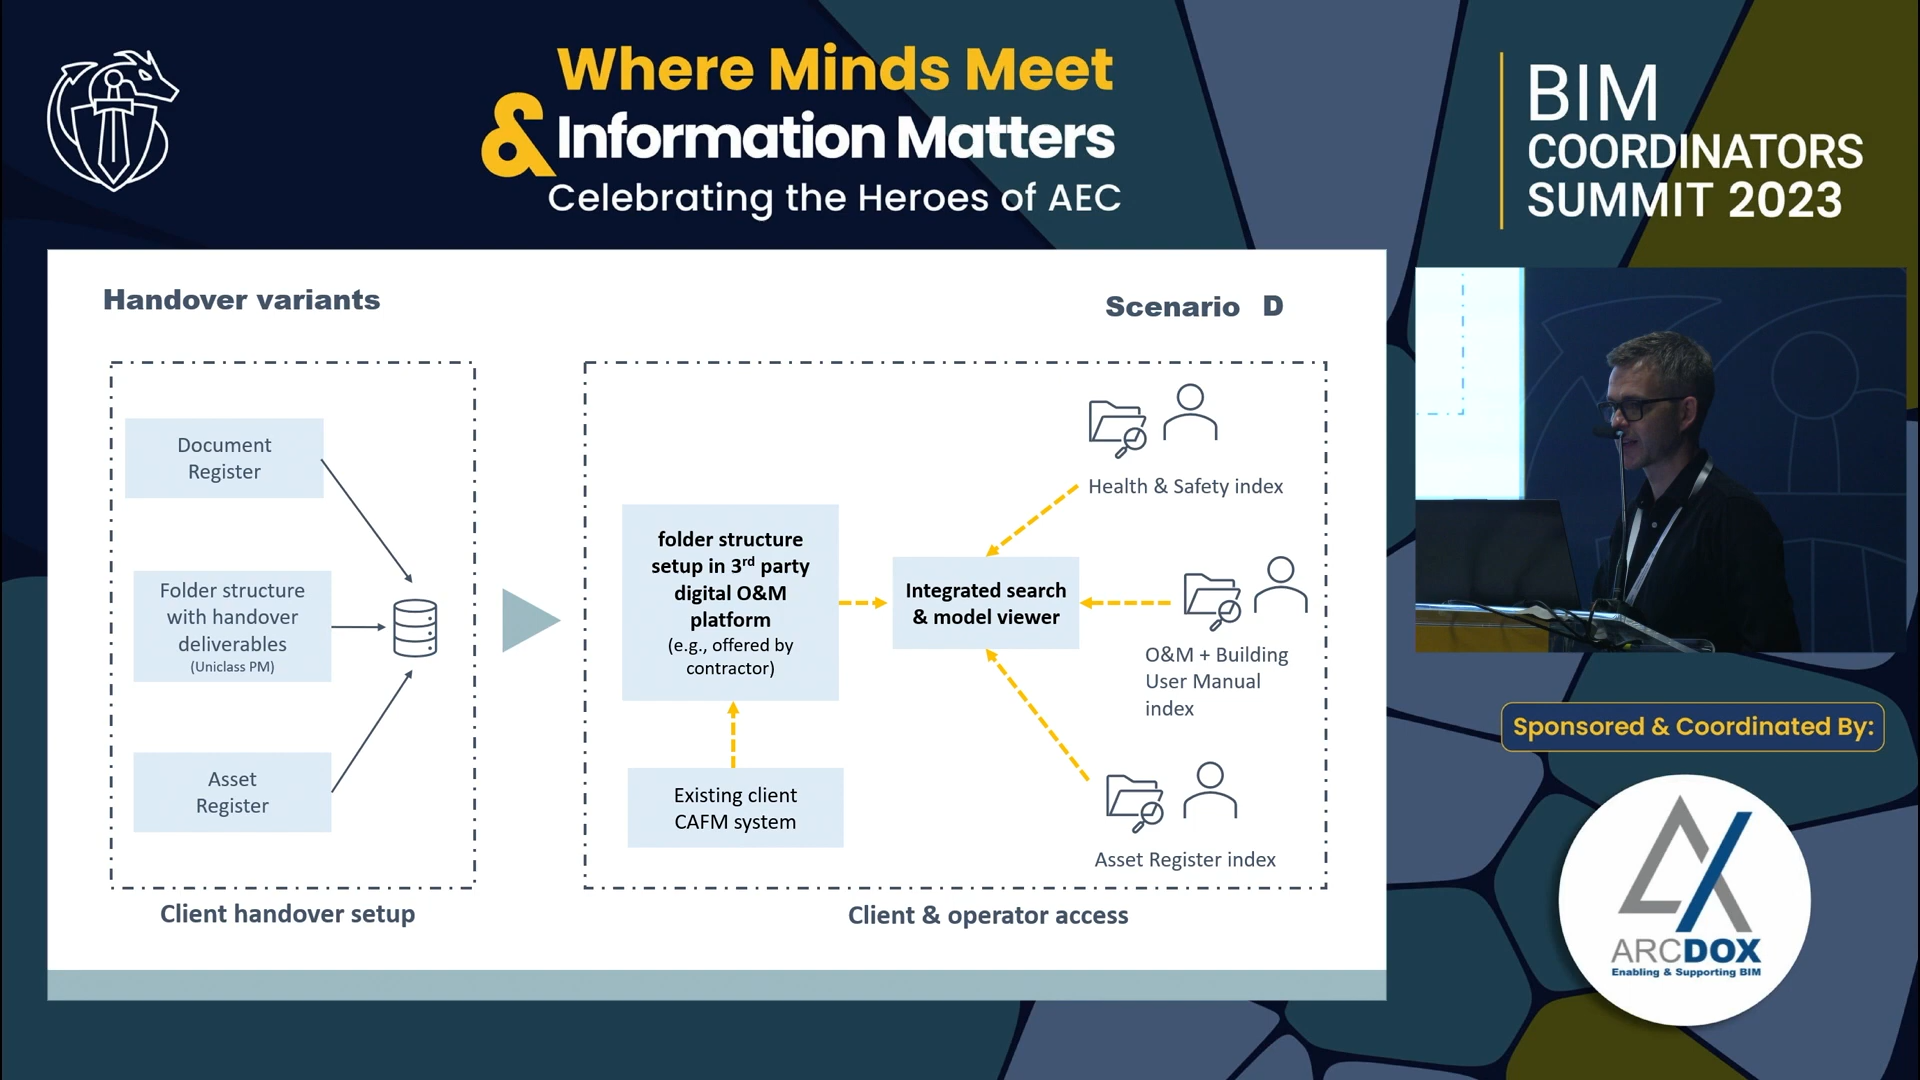 Where Minds Meet
& Information Matters
Celebrating the Heroes of AEC
BIM
COORDINATORS
SUMMIT 2023
Handover variants
Scenario D
Document
Register
Folder structure
with handover
deliverables
(Uniclass PM)
Asset
Register
Client handover setup
folder structure
setup in 3rd party
digital O&M
platform
(e.g., offered by
contractor)
Existing client
CAFM system
Integrated search
& model viewer
Health & Safety index
O&M + Building
User Manual
index
Asset Register index
Client & operator access
Sponsored & Coordinated By:
ARCDOX
Enabling & Supporting BIM